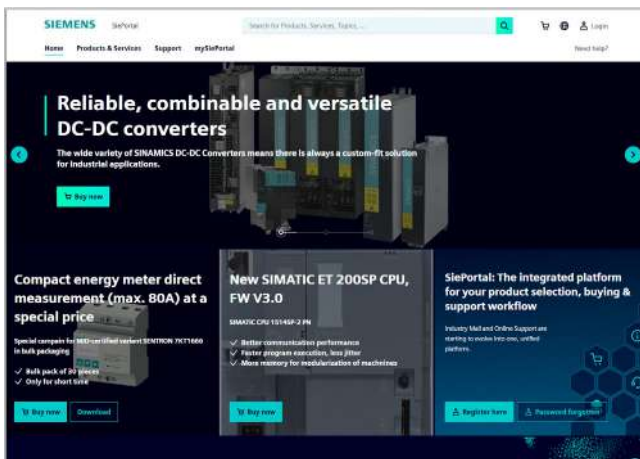 SIEMENS SiePortal
Search for Products, Services, Topics, ...
Login
Home Products & Services Support mySiePortal
Need help?
Reliable, combinable and versatile
DC-DC converters
The wide variety of SINAMICS DC-DC Converters means there is always a custom-fit solution
for industrial applications.
Buy now
Compact energy meter direct
measurement (max. 80A) at a
special price
Special campain for MID-certified variant SENTRON 7KT1666
in bulk packaging
Bulk pack of 30 pieces
Only for short time
Buy now Download
New SIMATIC ET 200SP CPU,
FW V3.0
SIMATIC CPU 1514SP-2 PN
Better communication performance
Faster program execution, less jitter
More memory for modularization of machines
Buy now
SiePortal: The integrated platform
for your product selection, buying &
support workflow
Industry Mall and Online Support are
starting to evolve into one, unified
platform.
Register here Password forgotten